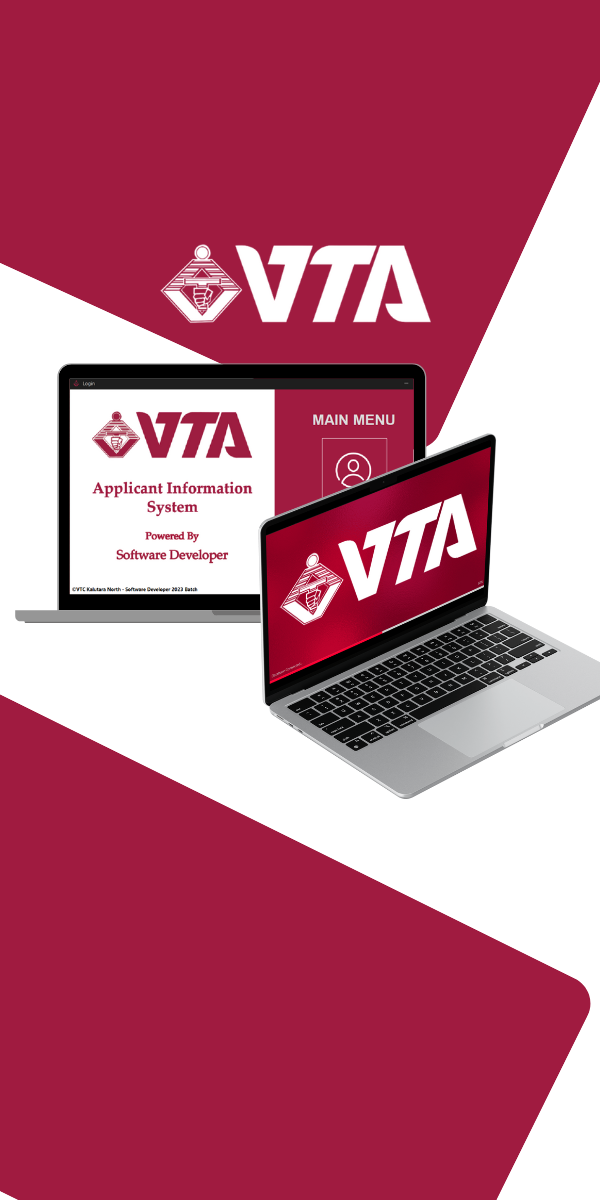 VTA
Login
VTA
MAIN MENU
Applicant Information
System
Powered By
Software Developer
©VTC Kalutara North - Software Developer 2023 Batch
VTA